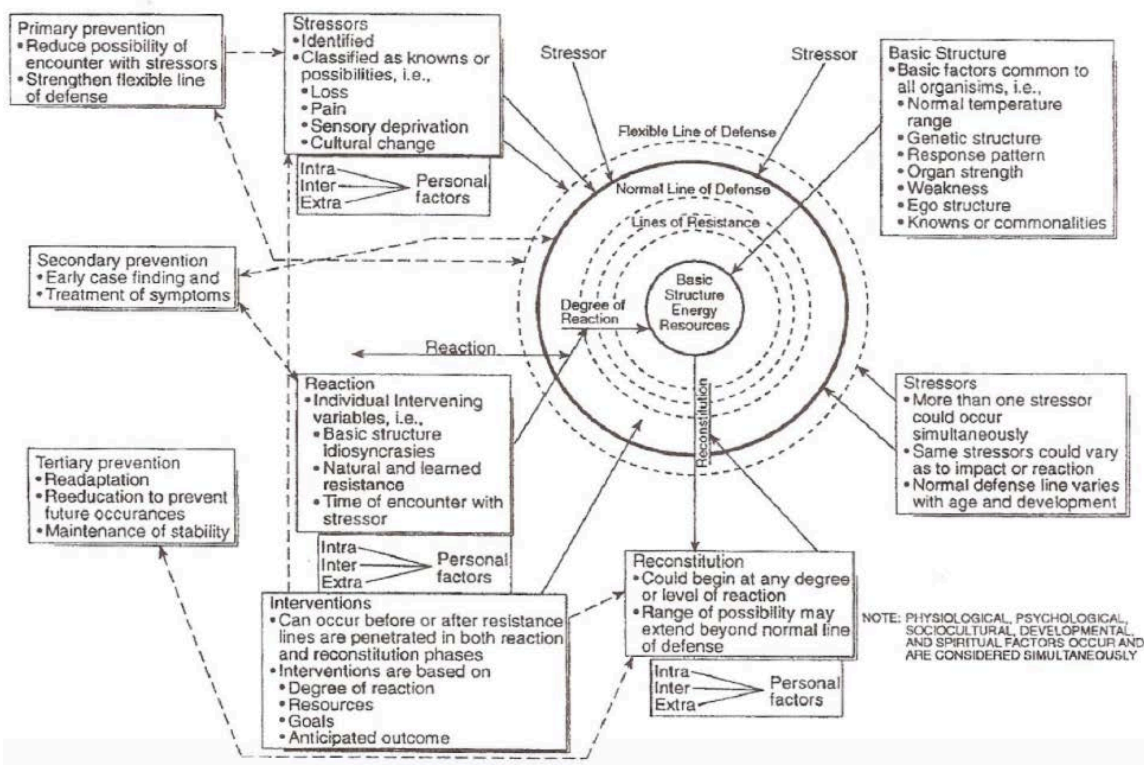 Primary prevention
• Reduce possibility of
encounter with stressors
• Strengthen flexible line
of defense
Stressors
• Identified
• Classified as knowns or
possibilities, i.e.,
• Loss
• Pain
• Sensory deprivation
• Cultural change
Intra
Inter
Extra
Personal
factors
Stressor
Stressor
Basic Structure
• Basic factors common to
all organisims, i.e.,
• Normal temperature
range
• Genetic structure
• Response pattern
• Organ strength
• Weakness
• Ego structure
• Knowns or commonalities
Flexible Line of Defense
Normal Line of Defense
Lines of Resistance
Basic
Structure
Energy
Resources
Degree of
Reaction
Reaction
Reconstitution
Secondary prevention
• Early case finding and
• Treatment of symptoms
Reaction
• Individual Intervening
variables, i.e.,
• Basic structure
idiosyncrasies
• Natural and learned
resistance
• Time of encounter with
stressor
Intra
Inter
Extra
Personal
factors
Stressors
• More than one stressor
could occur
simultaneously
• Same stressors could vary
as to impact or reaction
• Normal defense line varies
with age and development
Tertiary prevention
• Readaptation
• Reeducation to prevent
future occurances
• Maintenance of stability
Interventions
• Can occur before or after resistance
lines are penetrated in both reaction
and reconstitution phases
• Interventions are based on
• Degree of reaction
• Resources
• Goals
• Anticipated outcome
Reconstitution
• Could begin at any degree
or level of reaction
• Range of possibility may
extend beyond normal line
of defense
Intra
Inter
Extra
Personal
factors
NOTE: PHYSIOLOGICAL, PSYCHOLOGICAL,
SOCIOCULTURAL, DEVELOPMENTAL,
AND SPIRITUAL FACTORS OCCUR AND
ARE CONSIDERED SIMULTANEOUSLY